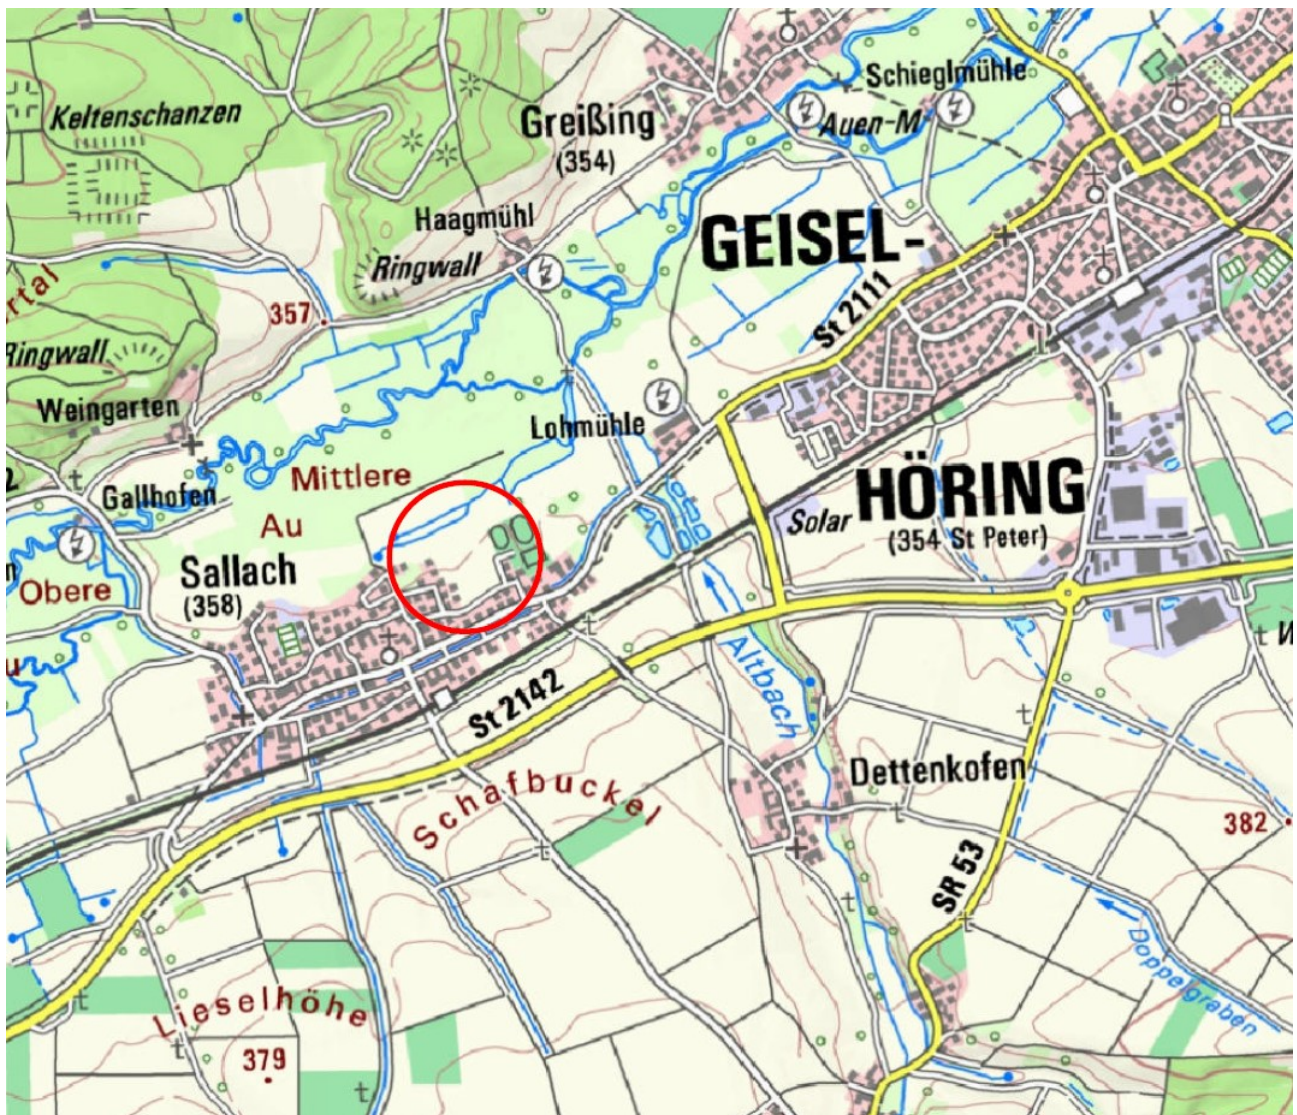 Keltenschanzen
Greißing
(354)
Schieglmühle
Auen-M
Haagmühl
Ringwall
GEISEL-
St 2111
357
Ringwall
Weingarten
Lohmühle
Mittlere
Au
Gallhofen
HÖRING
(354 St Peter)
Solar
Sallach
(358)
Obere
Altbach
St 2142
Dettenkofen
Schafbuckel
382
SR 53
Doppelgraben
Lieselhöhe
379